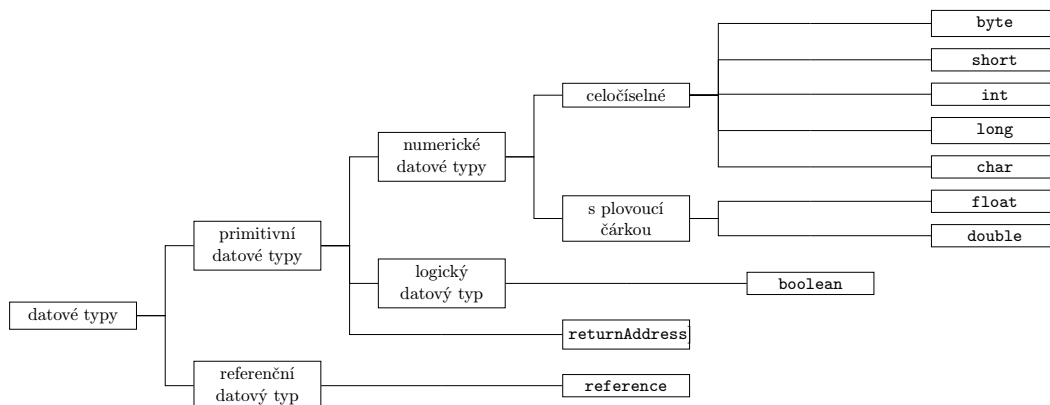 byte
short
celočíselné
int
long
numerické
datové typy
char
s plovoucí
čárkou
float
double
primitivní
datové typy
logický
datový typ
boolean
datové typy
returnAddress
referenční
datový typ
reference